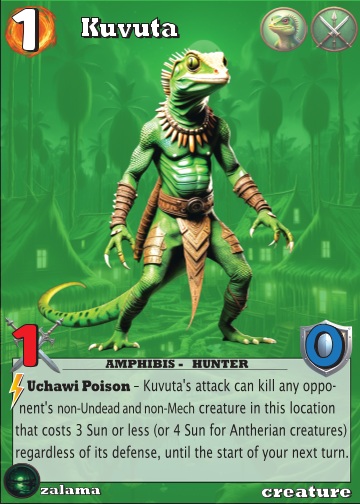 1 Kuvuta
1 0
AMPHIBIS - HUNTER
Uchawi Poison - Kuvuta's attack can kill any oppo-
nent's non-Undead and non-Mech creature in this location
that costs 3 Sun or less (or 4 Sun for Antherian creatures)
regardless of its defense, until the start of your next turn.
zalama creature